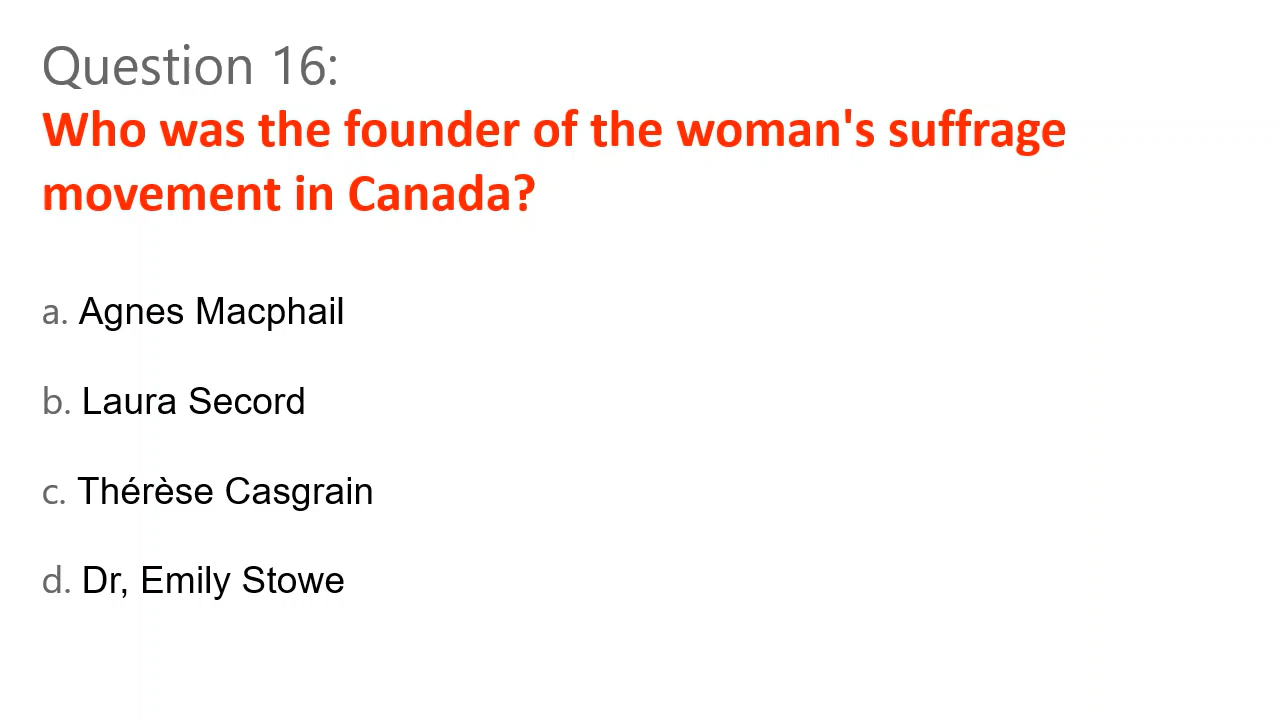 Question 16:
Who was the founder of the woman's suffrage
movement in Canada?
a. Agnes Macphail
b. Laura Secord
c. Thérèse Casgrain
d. Dr, Emily Stowe